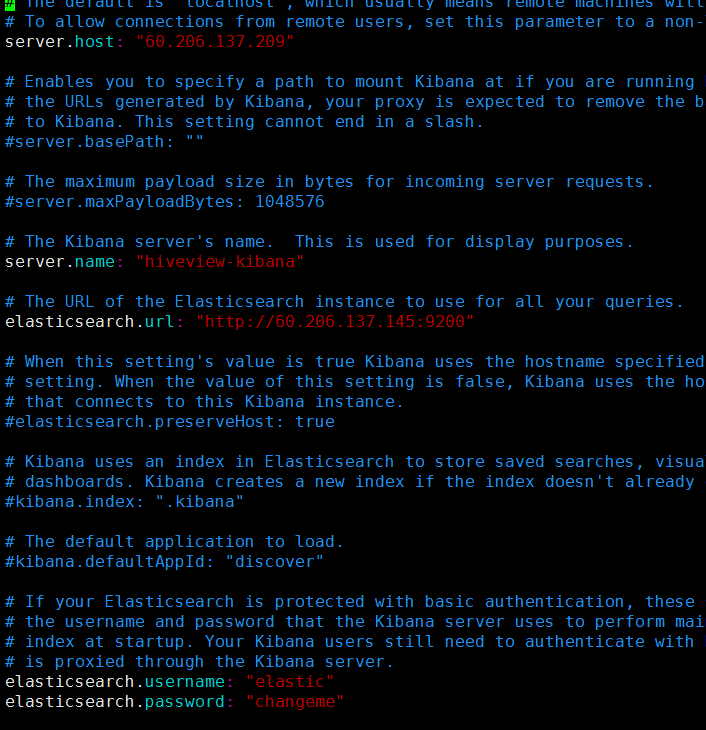 # The default is 'localhost', which usually means remote machines will
# To allow connections from remote users, set this parameter to a non-
server.host: "60.206.137.209"
# Enables you to specify a path to mount Kibana at if you are running
# the URLs generated by Kibana, your proxy is expected to remove the b
# to Kibana. This setting cannot end in a slash.
#server.basePath: ""
# The maximum payload size in bytes for incoming server requests.
#server.maxPayloadBytes: 1048576
# The Kibana server's name.  This is used for display purposes.
server.name: "hiveview-kibana"
# The URL of the Elasticsearch instance to use for all your queries.
elasticsearch.url: "http://60.206.137.145:9200"
# When this setting's value is true Kibana uses the hostname specified
# setting. When the value of this setting is false, Kibana uses the ho
# that connects to this Kibana instance.
#elasticsearch.preserveHost: true
# Kibana uses an index in Elasticsearch to store saved searches, visua
# dashboards. Kibana creates a new index if the index doesn't already
#kibana.index: ".kibana"
# The default application to load.
#kibana.defaultAppId: "discover"
# If your Elasticsearch is protected with basic authentication, these
# the username and password that the Kibana server uses to perform mai
# index at startup. Your Kibana users still need to authenticate with
# is proxied through the Kibana server.
elasticsearch.username: "elastic"
elasticsearch.password: "changeme"